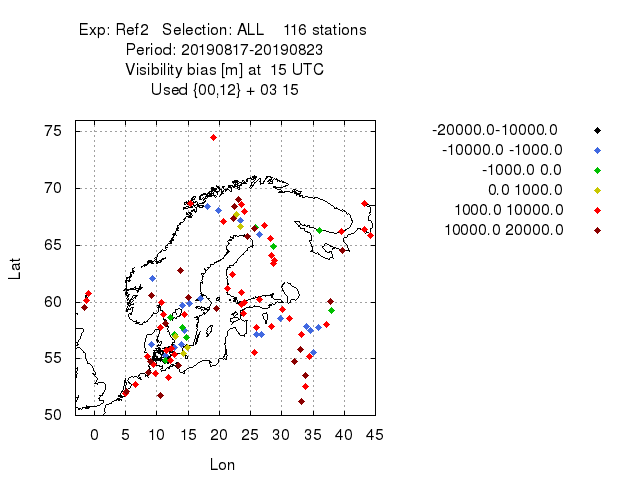 Exp: Ref2   Selection: ALL    116 stations
Period: 20190817-20190823
Visibility bias [m] at  15 UTC
Used {00,12} + 03 15
-20000.0-10000.0
-10000.0 -1000.0
-1000.0 0.0
0.0 1000.0
1000.0 10000.0
10000.0 20000.0
Lat
75
70
65
60
55
50
0 5 10 15 20 25 30 35 40 45
Lon